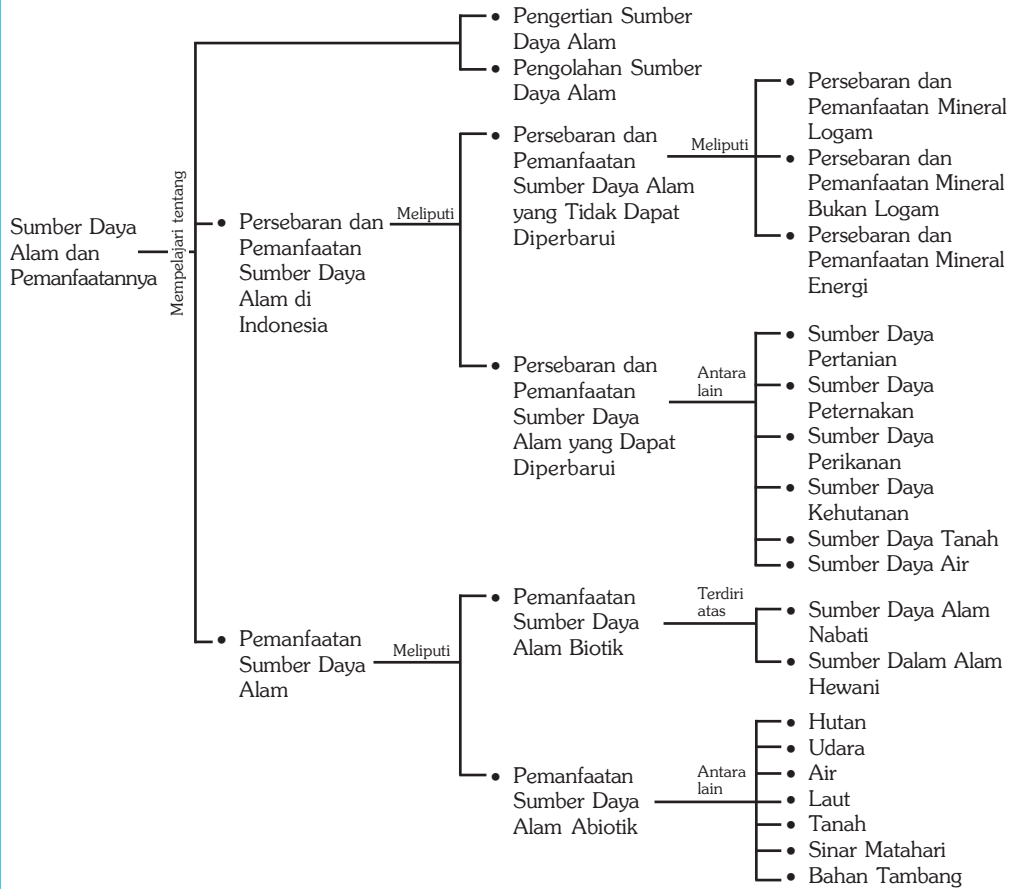 Sumber Daya
Alam dan
Pemanfaatannya
Mempelajari tentang
Pengertian Sumber
Daya Alam
Pengolahan Sumber
Daya Alam
Persebaran dan
Pemanfaatan
Sumber Daya
Alam di
Indonesia
Meliputi
Persebaran dan
Pemanfaatan
Sumber Daya Alam
yang Tidak Dapat
Diperbarui
Meliputi
Persebaran dan
Pemanfaatan Mineral
Logam
Persebaran dan
Pemanfaatan Mineral
Bukan Logam
Persebaran dan
Pemanfaatan Mineral
Energi
Persebaran dan
Pemanfaatan
Sumber Daya
Alam yang Dapat
Diperbarui
Antara
lain
Sumber Daya
Pertanian
Sumber Daya
Peternakan
Sumber Daya
Perikanan
Sumber Daya
Kehutanan
Sumber Daya Tanah
Sumber Daya Air
Pemanfaatan
Sumber Daya
Alam
Meliputi
Pemanfaatan
Sumber Daya
Alam Biotik
Terdiri
atas
Sumber Daya Alam
Nabati
Sumber Dalam Alam
Hewani
Pemanfaatan
Sumber Daya
Alam Abiotik
Antara
lain
Hutan
Udara
Air
Laut
Tanah
Sinar Matahari
Bahan Tambang